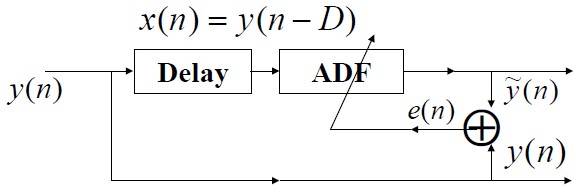 x(n) = y(n − D)
Delay
ADF
y(n)
ỹ(n)
e(n)
y(n)